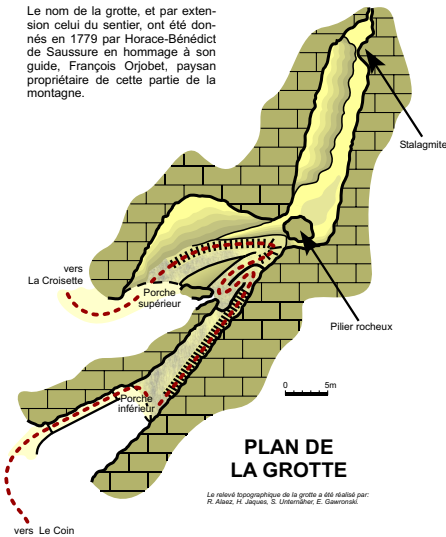 Le nom de la grotte, et par exten-
sion celui du sentier, ont été don-
nés en 1779 par Horace-Bénédict
de Saussure en hommage à son
guide, François Orjobet, paysan
propriétaire de cette partie de la
montagne.
Stalagmite
vers
La Croisette
Porche
supérieur
Pilier rocheux
0 5m
Porche
inférieur
PLAN DE
LA GROTTE
Le relevé topographique de la grotte a été réalisé par:
R. Alaez, H. Jaques, S. Unternäher, E. Gawronski.
vers Le Coin